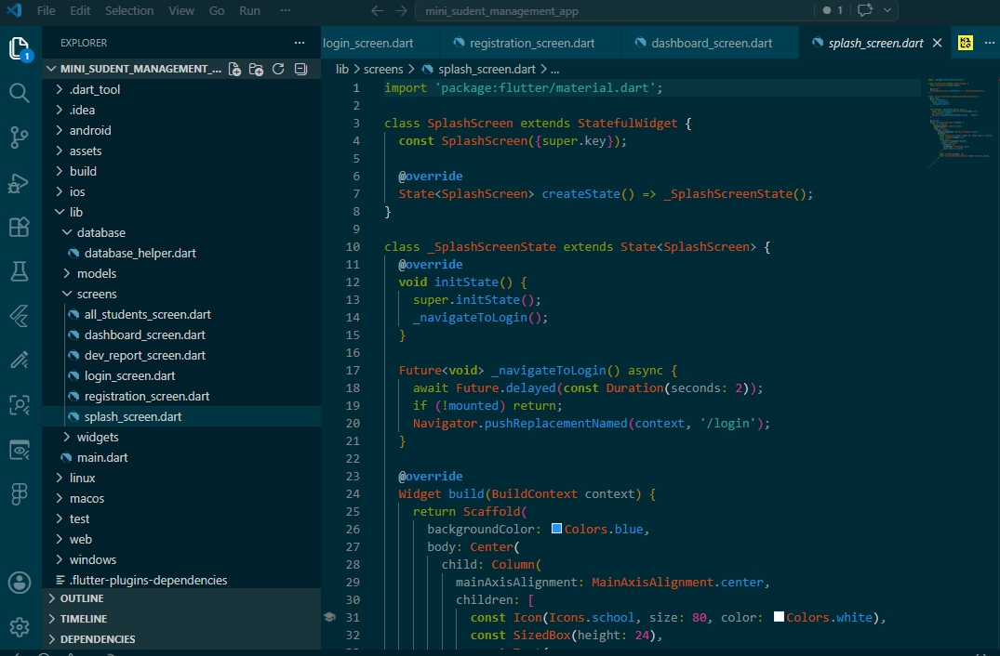 File Edit Selection View Go Run ···
mini_sudent_management_app
1
1
EXPLORER ···
MINI_SUDENT_MANAGEMENT_...
.dart_tool
.idea
android
assets
build
ios
lib
database
database_helper.dart
models
screens
all_students_screen.dart
dashboard_screen.dart
dev_report_screen.dart
login_screen.dart
registration_screen.dart
splash_screen.dart
widgets
main.dart
linux
macos
test
web
windows
.flutter-plugins-dependencies
OUTLINE
TIMELINE
DEPENDENCIES
login_screen.dart registration_screen.dart dashboard_screen.dart splash_screen.dart ···
lib > screens > splash_screen.dart > ...
1 import 'package:flutter/material.dart';
2
3 class SplashScreen extends StatefulWidget {
4 const SplashScreen({super.key});
5
6 @override
7 State<SplashScreen> createState() => _SplashScreenState();
8 }
9
10 class _SplashScreenState extends State<SplashScreen> {
11 @override
12 void initState() {
13 super.initState();
14 _navigateToLogin();
15 }
16
17 Future<void> _navigateToLogin() async {
18 await Future.delayed(const Duration(seconds: 2));
19 if (!mounted) return;
20 Navigator.pushReplacementNamed(context, '/login');
21 }
22
23 @override
24 Widget build(BuildContext context) {
25 return Scaffold(
26 backgroundColor: Colors.blue,
27 body: Center(
28 child: Column(
29 mainAxisAlignment: MainAxisAlignment.center,
30 children: [
31 const Icon(Icons.school, size: 80, color: Colors.white),
32 const SizedBox(height: 24),